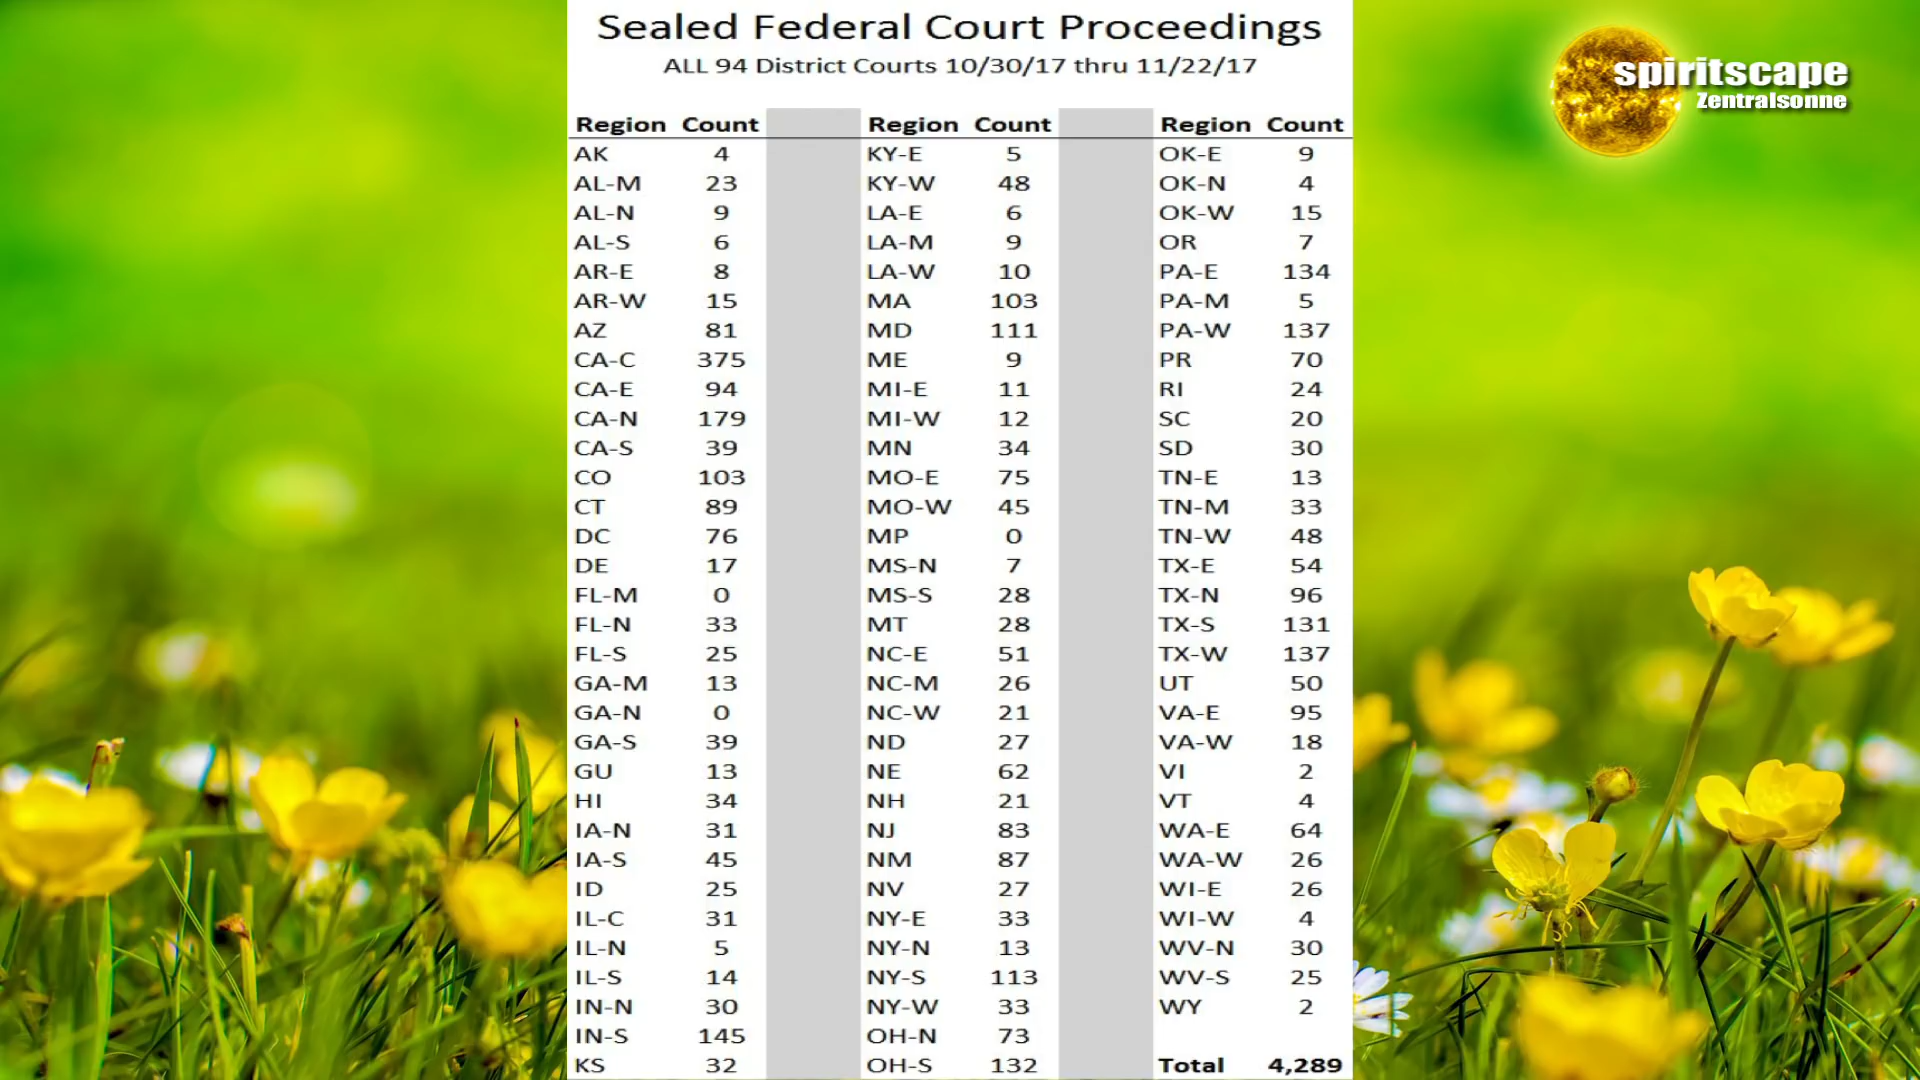 Sealed Federal Court Proceedings
ALL 94 District Courts 10/30/17 thru 11/22/17
spiritscape
Zentralsonne
Region Count Region Count Region Count
AK 4 KY-E 5 OK-E 9
AL-M 23 KY-W 48 OK-N 4
AL-N 9 LA-E 6 OK-W 15
AL-S 6 LA-M 9 OR 7
AR-E 8 LA-W 10 PA-E 134
AR-W 15 MA 103 PA-M 5
AZ 81 MD 111 PA-W 137
CA-C 375 ME 9 PR 70
CA-E 94 MI-E 11 RI 24
CA-N 179 MI-W 12 SC 20
CA-S 39 MN 34 SD 30
CO 103 MO-E 75 TN-E 13
CT 89 MO-W 45 TN-M 33
DC 76 MP 0 TN-W 48
DE 17 MS-N 7 TX-E 54
FL-M 0 MS-S 28 TX-N 96
FL-N 33 MT 28 TX-S 131
FL-S 25 NC-E 51 TX-W 137
GA-M 13 NC-M 26 UT 50
GA-N 0 NC-W 21 VA-E 95
GA-S 39 ND 27 VA-W 18
GU 13 NE 62 VI 2
HI 34 NH 21 VT 4
IA-N 31 NJ 83 WA-E 64
IA-S 45 NM 87 WA-W 26
ID 25 NV 27 WI-E 26
IL-C 31 NY-E 33 WI-W 4
IL-N 5 NY-N 13 WV-N 30
IL-S 14 NY-S 113 WV-S 25
IN-N 30 NY-W 33 WY 2
IN-S 145 OH-N 73
KS 32 OH-S 132 Total 4,289